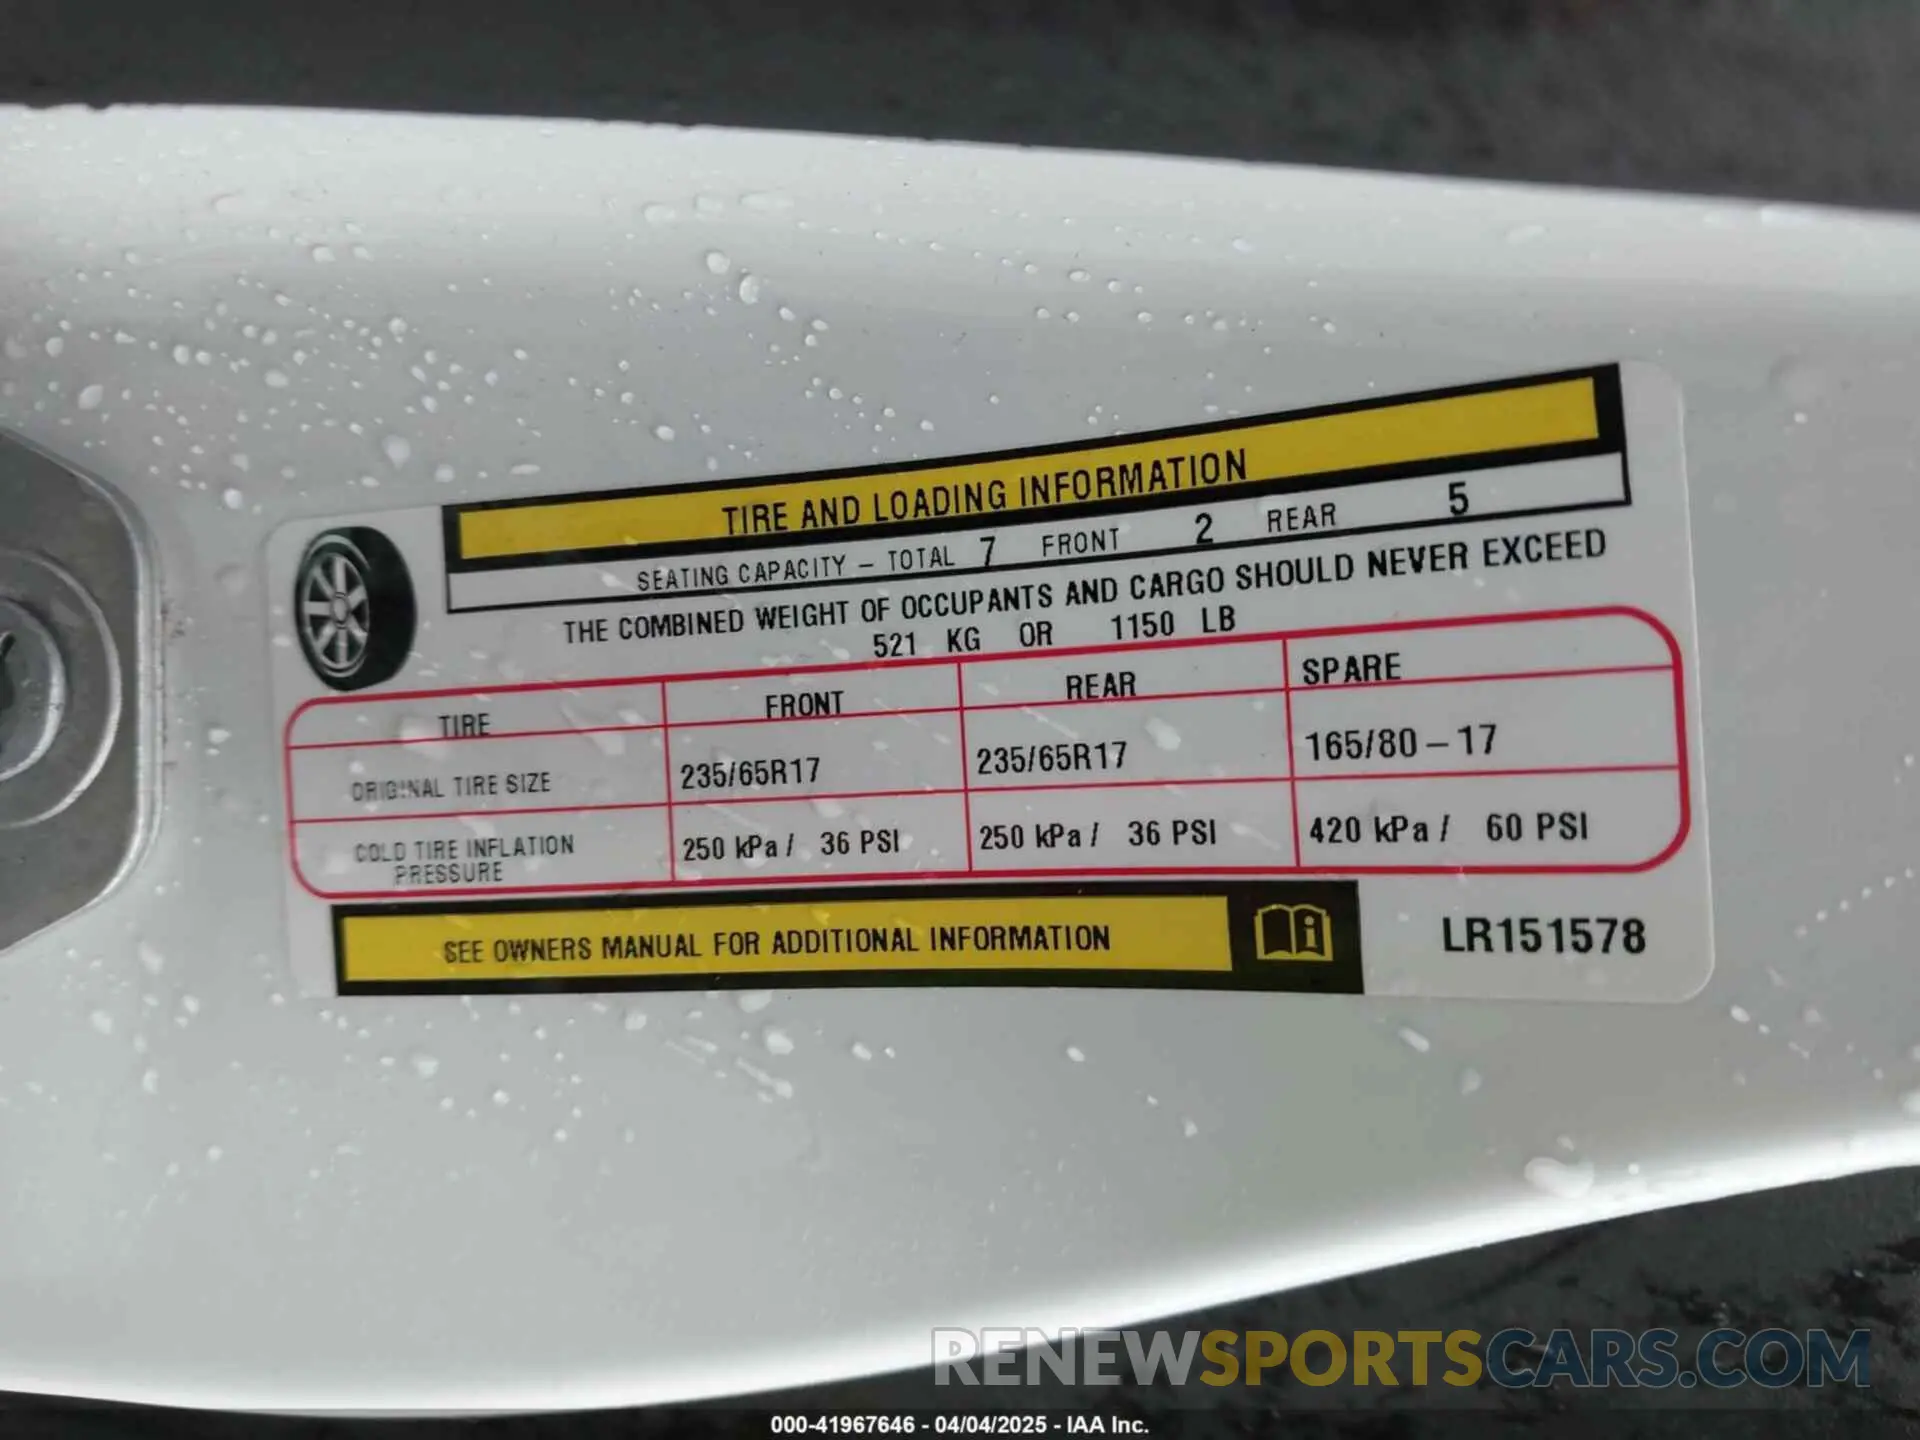 TIRE AND LOADING INFORMATION
SEATING CAPACITY – TOTAL 7 FRONT 2 REAR 5
THE COMBINED WEIGHT OF OCCUPANTS AND CARGO SHOULD NEVER EXCEED
521 KG OR 1150 LB
TIRE FRONT REAR SPARE
ORIGINAL TIRE SIZE 235/65R17 235/65R17 165/80 – 17
COLD TIRE INFLATION PRESSURE 250 kPa / 36 PSI 250 kPa / 36 PSI 420 kPa / 60 PSI
SEE OWNERS MANUAL FOR ADDITIONAL INFORMATION
LR151578
RENEWSPORTSCARS.COM
000-41967646 - 04/04/2025 - IAA Inc.